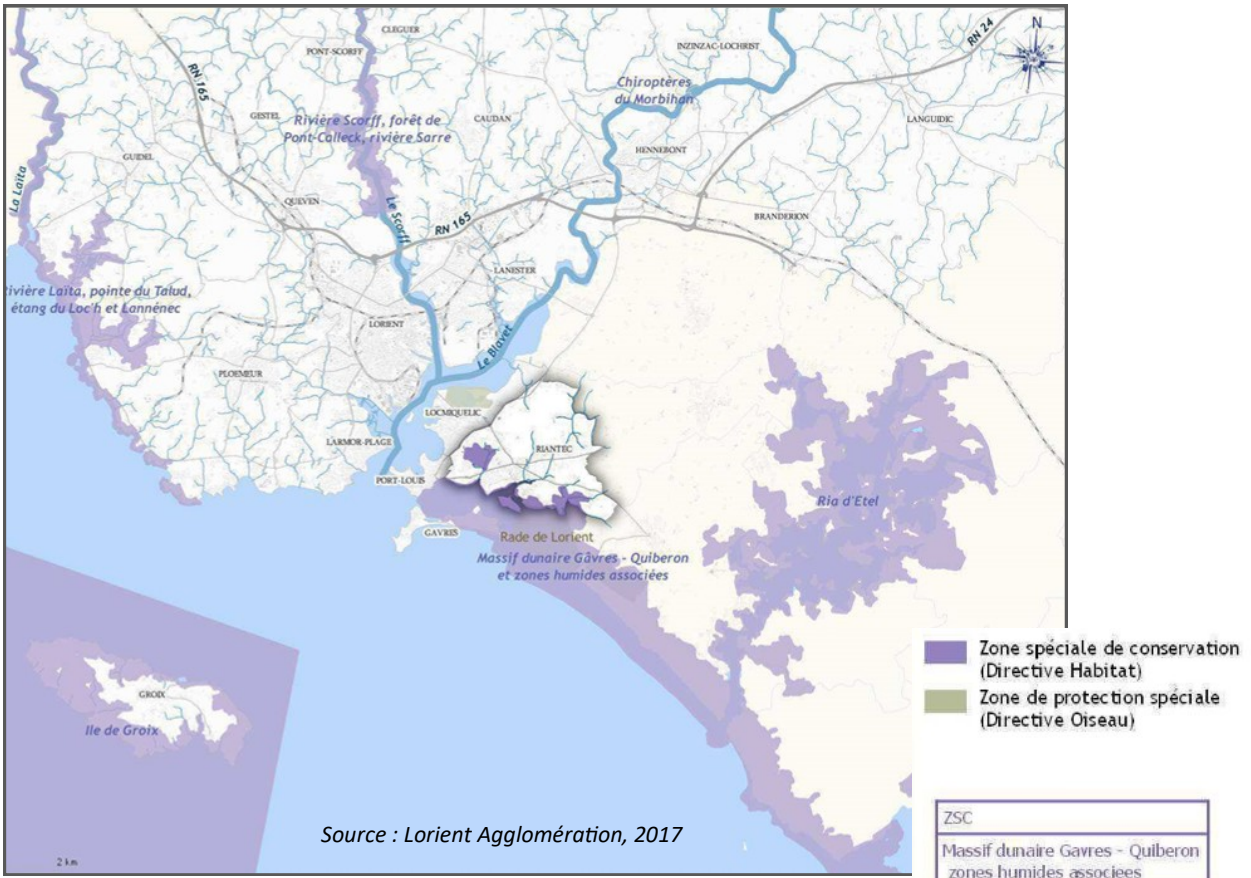 CLEGUER
N
PONT-SCORFF
RN 165
INZINZAC-LOCHRIST
RN 24
Chiroptères
du Morbihan
GESTEL
Rivière Scorff, forêt de
Pont-Calleck, rivière Sarre
CAUDAN
LANGUIDIC
GUIDEL
HENNEBONT
La Laïta
QUEVEN
Le Scorff
RN 165
BRANDERION
LANESTER
ivière Laïta, pointe du Talud,
étang du Loc'h et Lannénec
LORIENT
Le Blavet
PLOEMEUR
LOCMIQUELIC
LARMOR-PLAGE
RIANTEC
PORT-LOUIS
Ria d'Etel
GAVRES
Rade de Lorient
Massif dunaire Gâvres - Quiberon
et zones humides associées
GROIX
Ile de Groix
Source : Lorient Agglomération, 2017
2 km
Zone spéciale de conservation
(Directive Habitat)
Zone de protection spéciale
(Directive Oiseau)
ZSC
Massif dunaire Gavres - Quiberon
zones humides associees